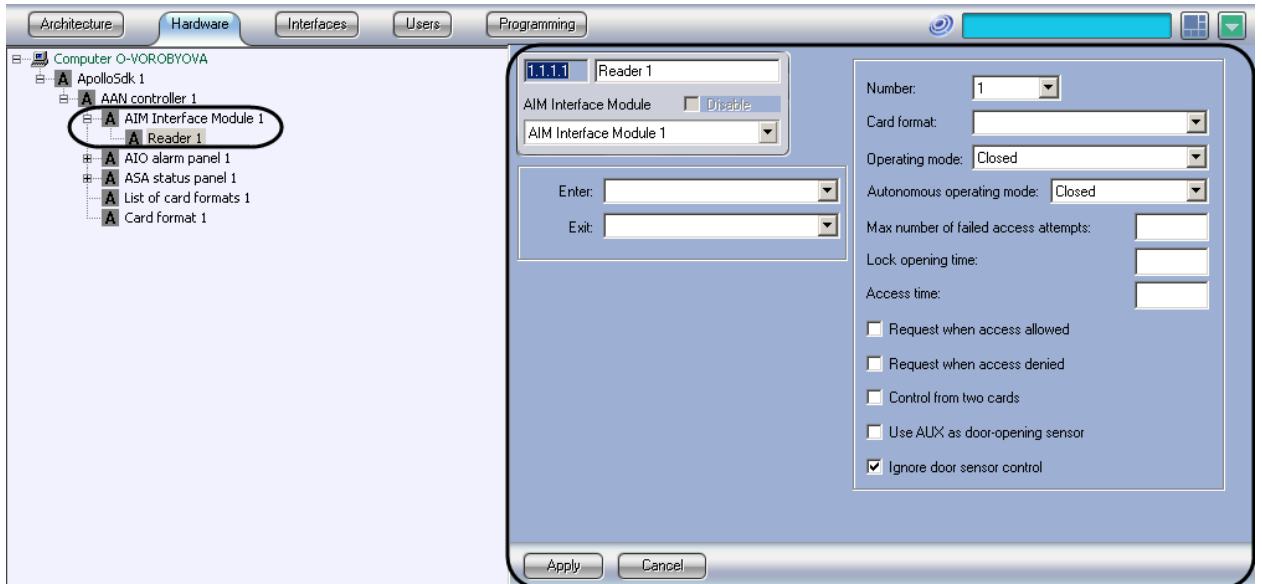 Architecture Hardware Interfaces Users Programming
Computer O-VOROBYOVA
ApolloSdk 1
AAN controller 1
AIM Interface Module 1
Reader 1
AIO alarm panel 1
ASA status panel 1
List of card formats 1
Card format 1
1.1.1.1 Reader 1
AIM Interface Module Disable
AIM Interface Module 1
Enter:
Exit:
Number: 1
Card format:
Operating mode: Closed
Autonomous operating mode: Closed
Max number of failed access attempts:
Lock opening time:
Access time:
Request when access allowed
Request when access denied
Control from two cards
Use AUX as door-opening sensor
Ignore door sensor control
Apply Cancel